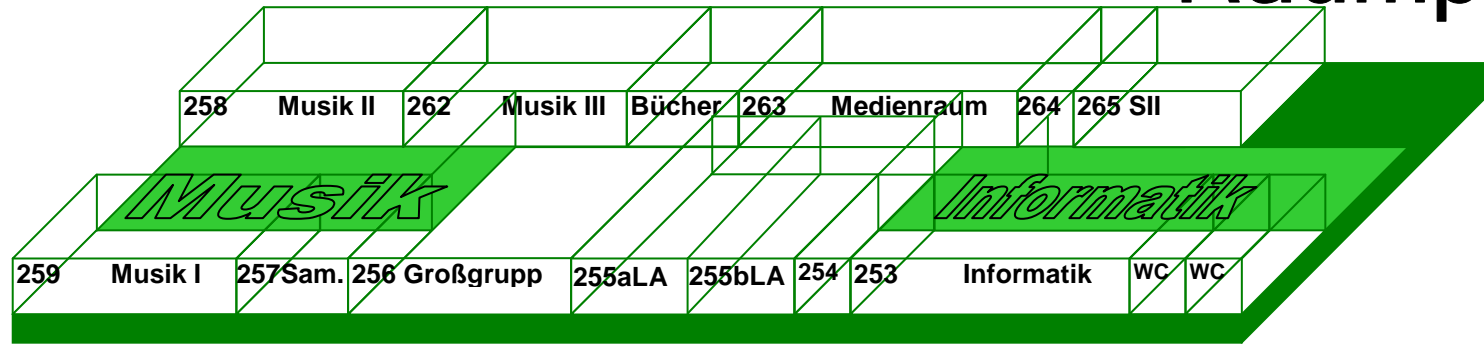 258 Musik II 262 Musik III Bücher 263 Medienraum 264 265 SII
Musik Informatik
259 Musik I 257Sam. 256 Großgrupp 255aLA 255bLA 254 253 Informatik WC WC